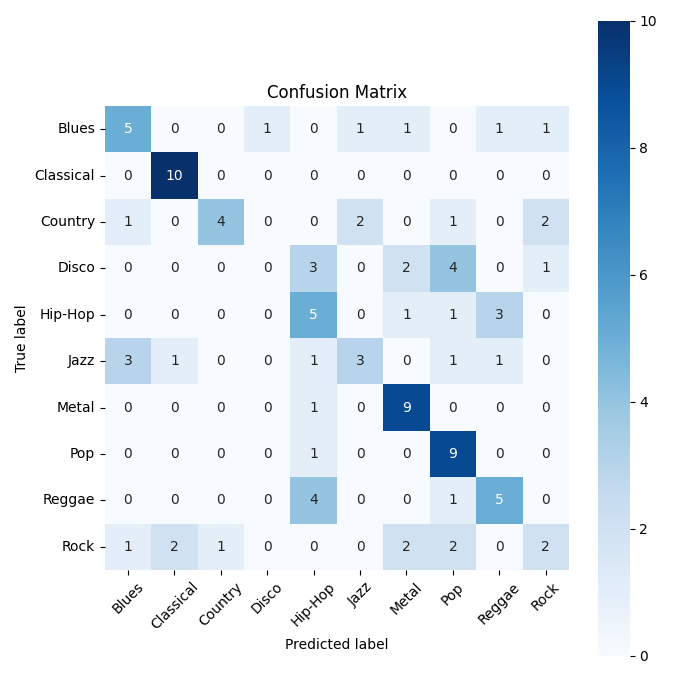 Confusion Matrix
Blues 5 0 0 1 0 1 1 0 1 1
Classical 0 10 0 0 0 0 0 0 0 0
Country 1 0 4 0 0 2 0 1 0 2
Disco 0 0 0 0 3 0 2 4 0 1
Hip-Hop 0 0 0 0 5 0 1 1 3 0
Jazz 3 1 0 0 1 3 0 1 1 0
Metal 0 0 0 0 1 0 9 0 0 0
Pop 0 0 0 0 1 0 0 9 0 0
Reggae 0 0 0 0 4 0 0 1 5 0
Rock 1 2 1 0 0 0 2 2 0 2
Blues Classical Country Disco Hip-Hop Jazz Metal Pop Reggae Rock
Predicted label
True label
10
8
6
4
2
0